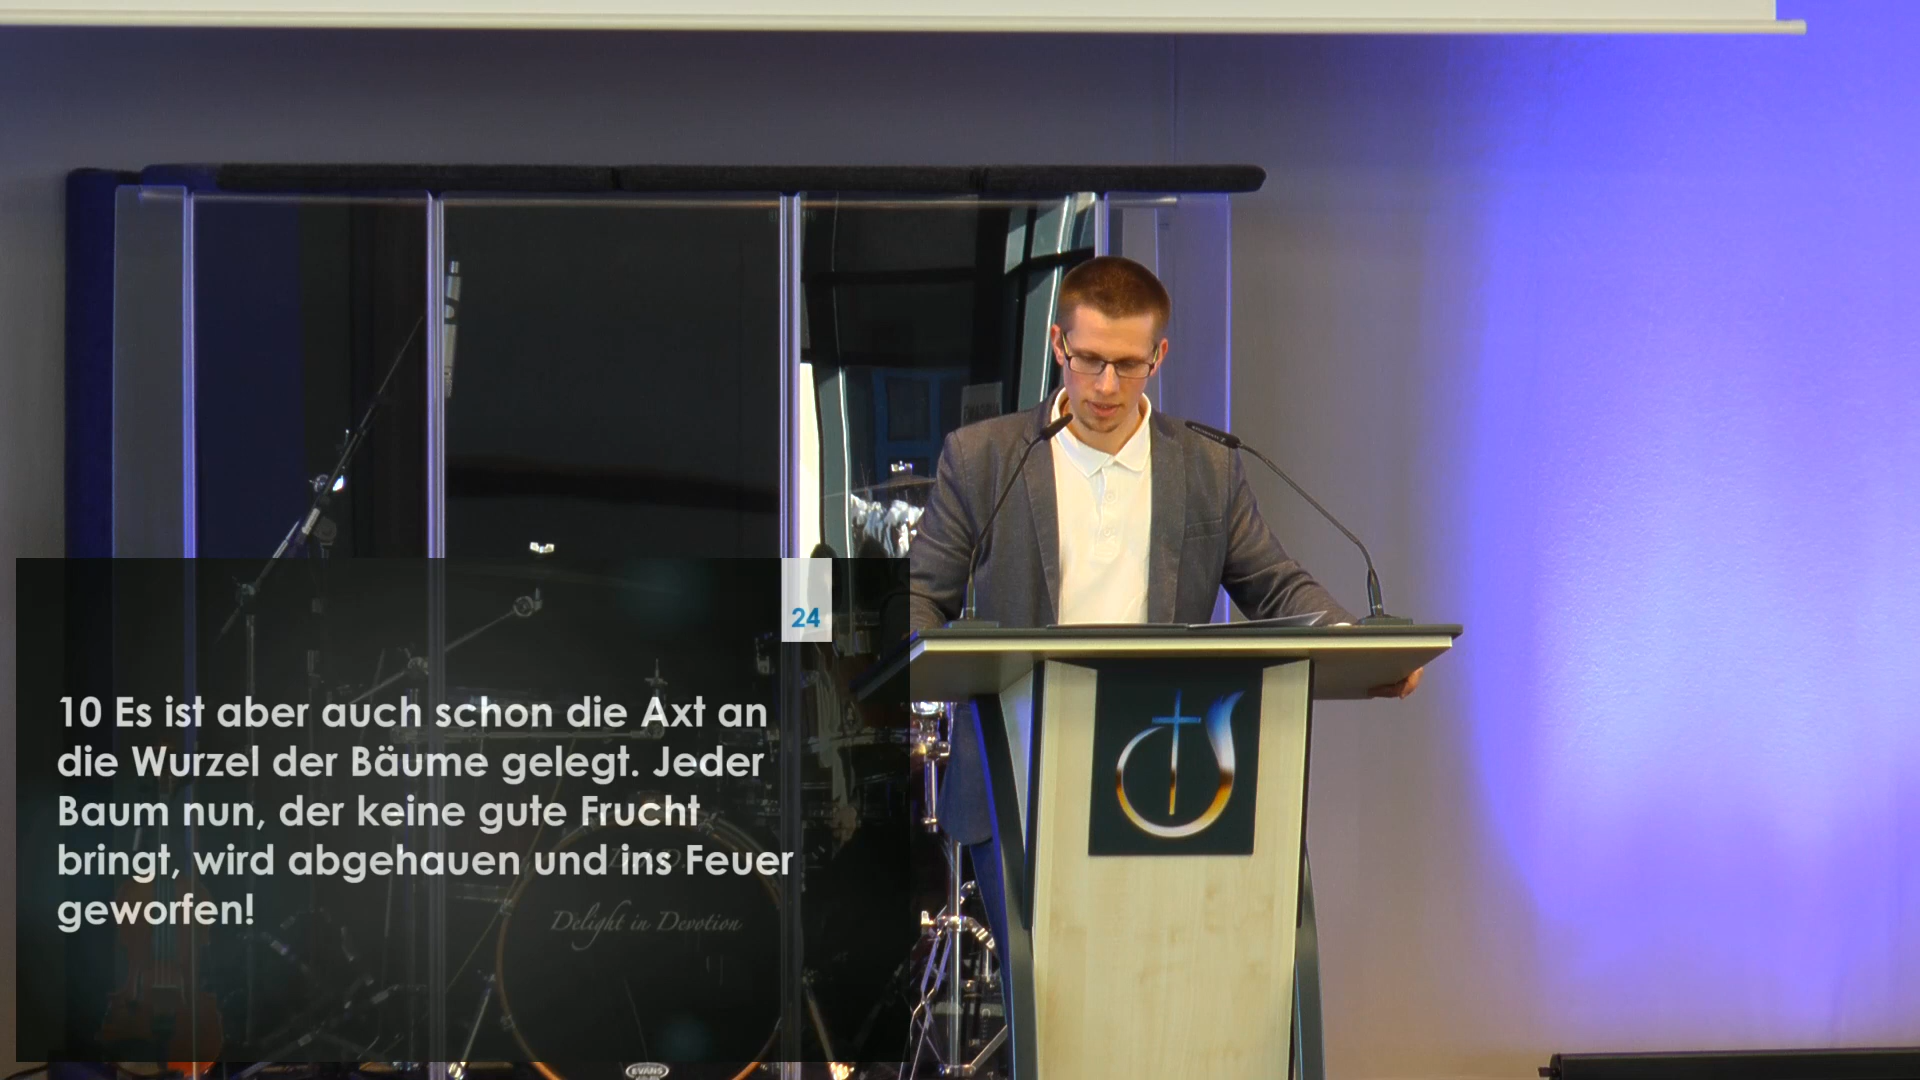 24
10 Es ist aber auch schon die Axt an
die Wurzel der Bäume gelegt. Jeder
Baum nun, der keine gute Frucht
bringt, wird abgehauen und ins Feuer
geworfen!
Delight in Devotion
EVANS